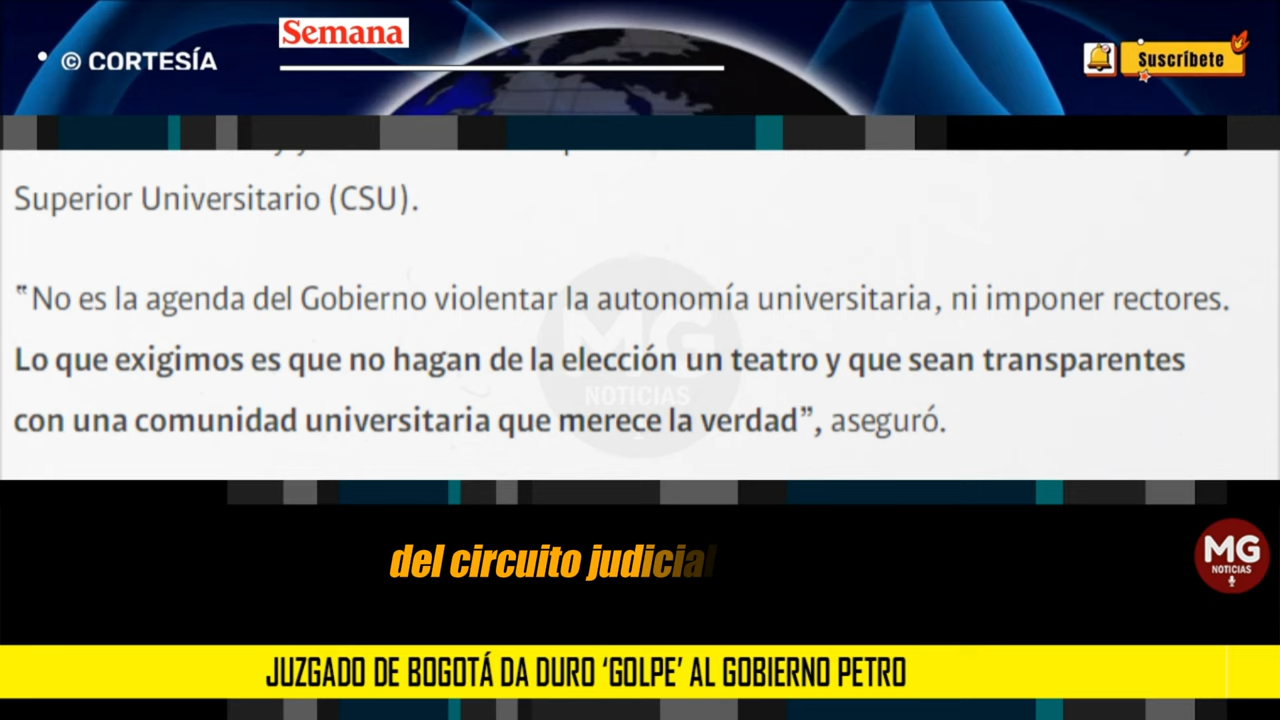 Semana
© CORTESÍA
Suscríbete
Superior Universitario (CSU).
"No es la agenda del Gobierno violentar la autonomía universitaria, ni imponer rectores.
Lo que exigimos es que no hagan de la elección un teatro y que sean transparentes
con una comunidad universitaria que merece la verdad”, aseguró.
MG
NOTICIAS
del circuito judicial
MG
NOTICIAS
JUZGADO DE BOGOTÁ DA DURO ‘GOLPE’ AL GOBIERNO PETRO